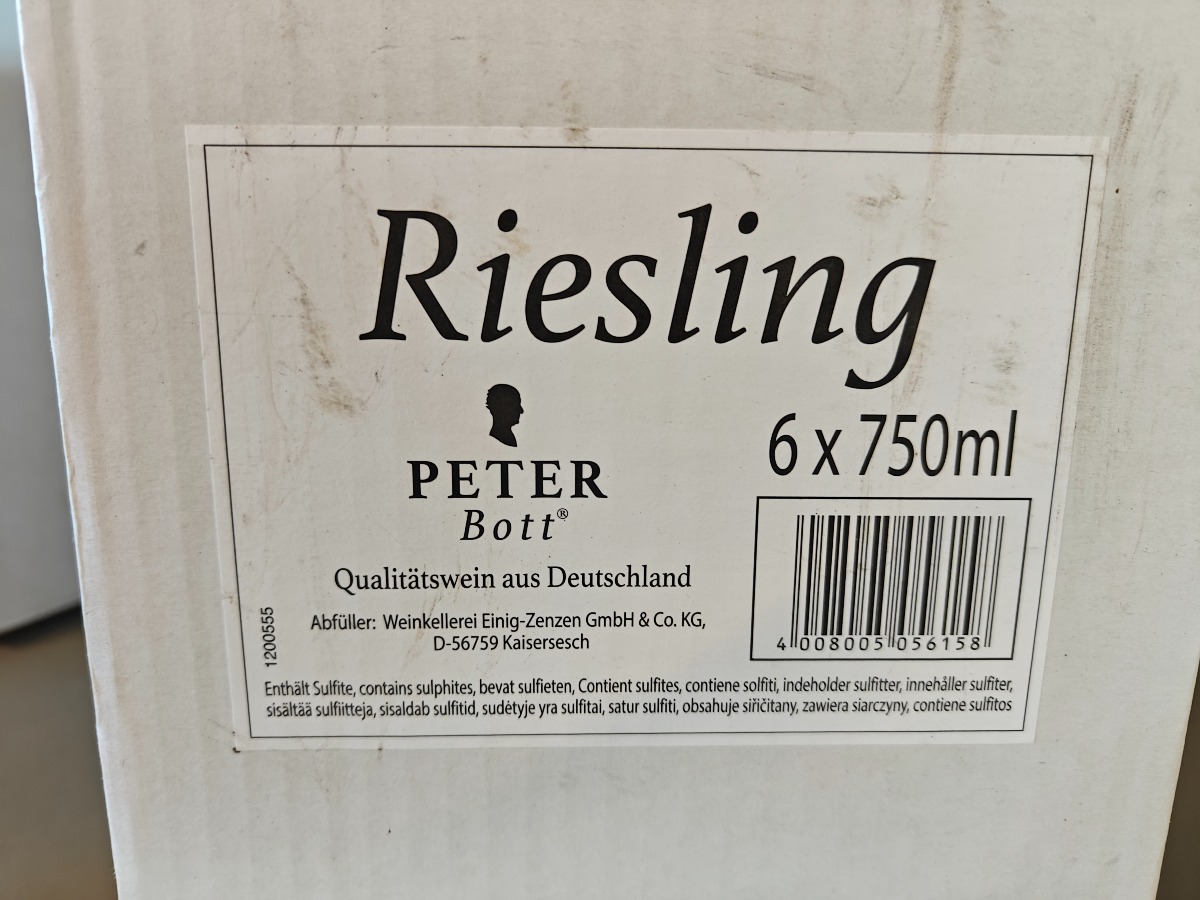 Riesling
PETER
Bott®
6 x 750ml
Qualitätswein aus Deutschland
Abfüller: Weinkellerei Einig-Zenzen GmbH & Co. KG,
D-56759 Kaisersesch
1200555
4 008005 056158
Enthält Sulfite, contains sulphites, bevat sulfieten, Contient sulfites, contiene solfiti, indeholder sulfitter, innehåller sulfiter,
sisältää sulfiitteja, sisaldab sulfitid, sudėtyje yra sulfitai, satur sulfiti, obsahuje siřičitany, zawiera siarczyny, contiene sulfitos